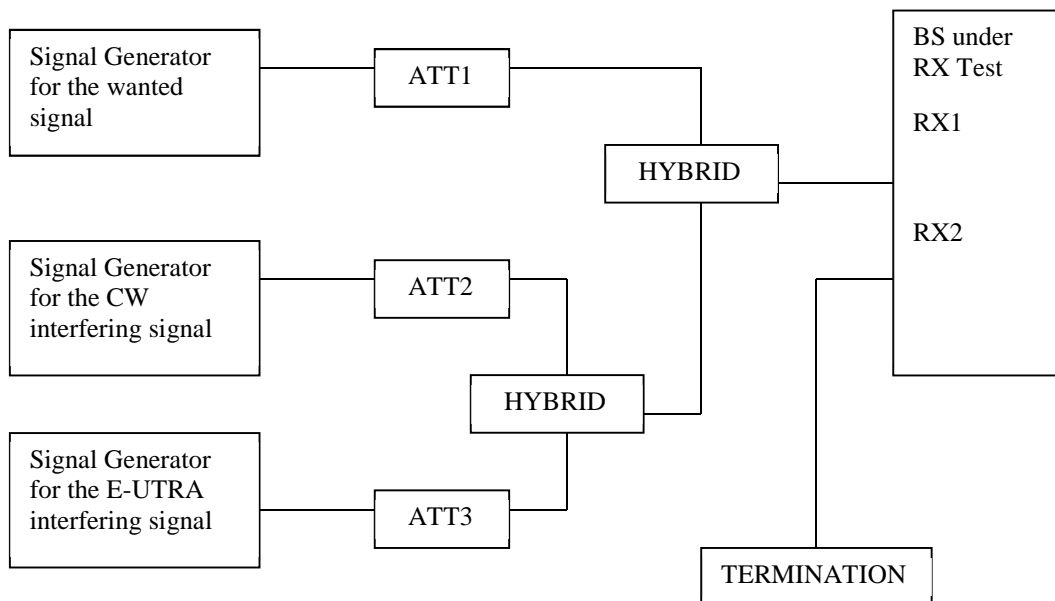 Signal Generator
for the wanted
signal
ATT1
HYBRID
BS under
RX Test
RX1
RX2
Signal Generator
for the CW
interfering signal
ATT2
HYBRID
Signal Generator
for the E-UTRA
interfering signal
ATT3
TERMINATION